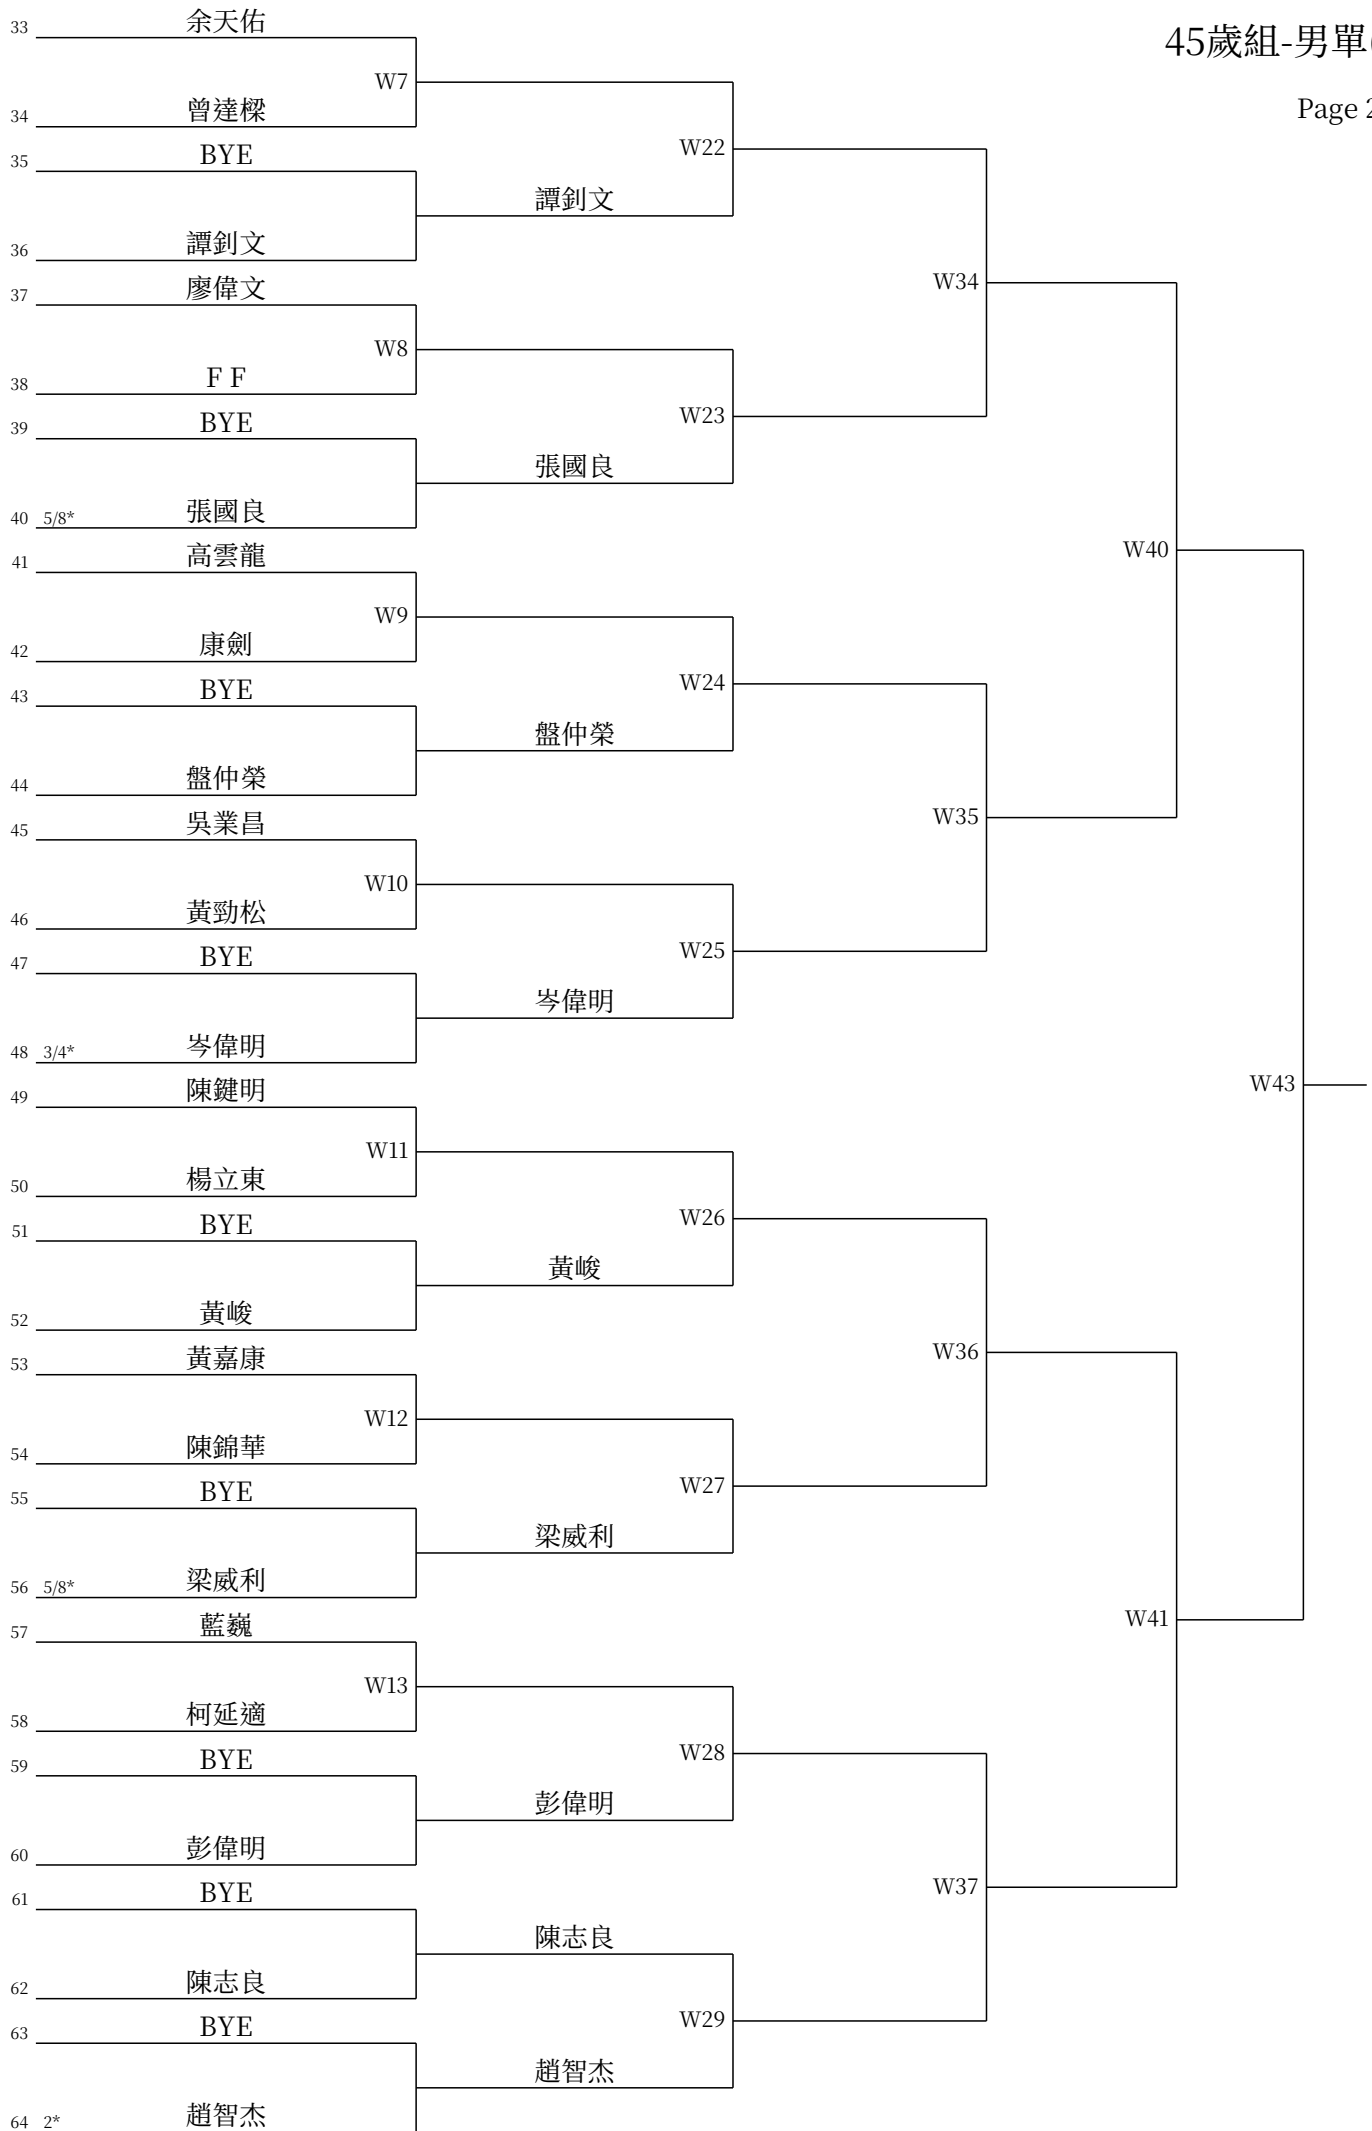 45歲組-男單
Page 2
33 余天佑
W7
34 曾達樑
35 BYE
W22
譚釗文
36 譚釗文
W34
37 廖偉文
W8
38 F F
39 BYE
W23
張國良
40 5/8* 張國良
W40
41 高雲龍
W9
42 康劍
43 BYE
W24
盤仲榮
44 盤仲榮
W35
45 吳業昌
W10
46 黃勁松
47 BYE
W25
岑偉明
48 3/4* 岑偉明
W43
49 陳鍵明
W11
50 楊立東
51 BYE
W26
黃峻
52 黃峻
W36
53 黃嘉康
W12
54 陳錦華
55 BYE
W27
梁威利
56 5/8* 梁威利
W41
57 藍巍
W13
58 柯延適
59 BYE
W28
彭偉明
60 彭偉明
W37
61 BYE
陳志良
62 陳志良
63 BYE
W29
趙智杰
64 2* 趙智杰